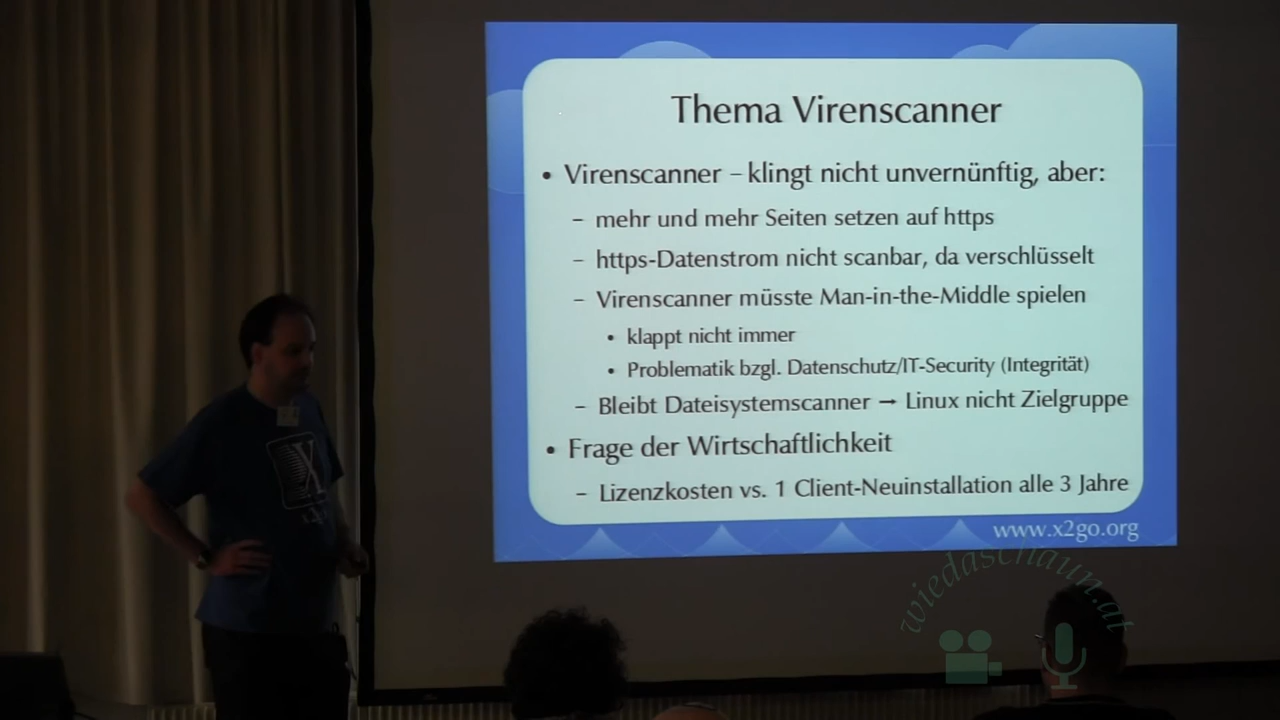 Thema Virenscanner
• Virenscanner – klingt nicht unvernünftig, aber:
– mehr und mehr Seiten setzen auf https
– https-Datenstrom nicht scanbar, da verschlüsselt
– Virenscanner müsste Man-in-the-Middle spielen
• klappt nicht immer
• Problematik bzgl. Datenschutz/IT-Security (Integrität)
– Bleibt Dateisystemscanner → Linux nicht Zielgruppe
• Frage der Wirtschaftlichkeit
– Lizenzkosten vs. 1 Client-Neuinstallation alle 3 Jahre
www.x2go.org
wiedaschaun.at
X